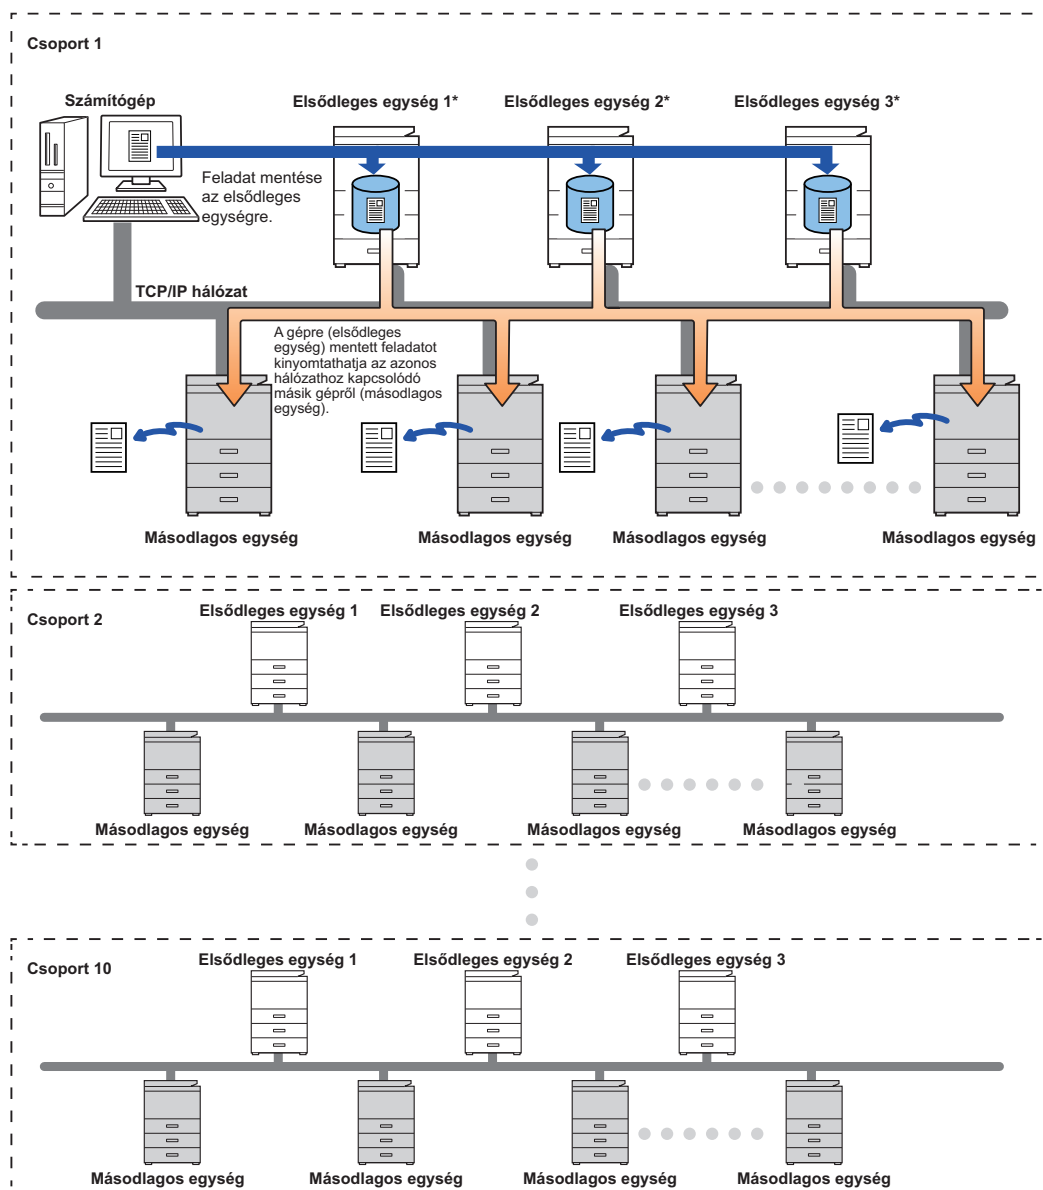 Csoport 1
Számítógép
Elsődleges egység 1*
Elsődleges egység 2*
Elsődleges egység 3*
Feladat mentése
az elsődleges
egységre.
TCP/IP hálózat
A gépre (elsődleges
egység) mentett feladatot
kinyomtathatja az azonos
hálózathoz kapcsolódó
másik gépről (másodlagos
egység).
Másodlagos egység
Másodlagos egység
Másodlagos egység
Másodlagos egység
Csoport 2
Elsődleges egység 1
Elsődleges egység 2
Elsődleges egység 3
Másodlagos egység
Másodlagos egység
Másodlagos egység
Másodlagos egység
Csoport 10
Elsődleges egység 1
Elsődleges egység 2
Elsődleges egység 3
Másodlagos egység
Másodlagos egység
Másodlagos egység
Másodlagos egység